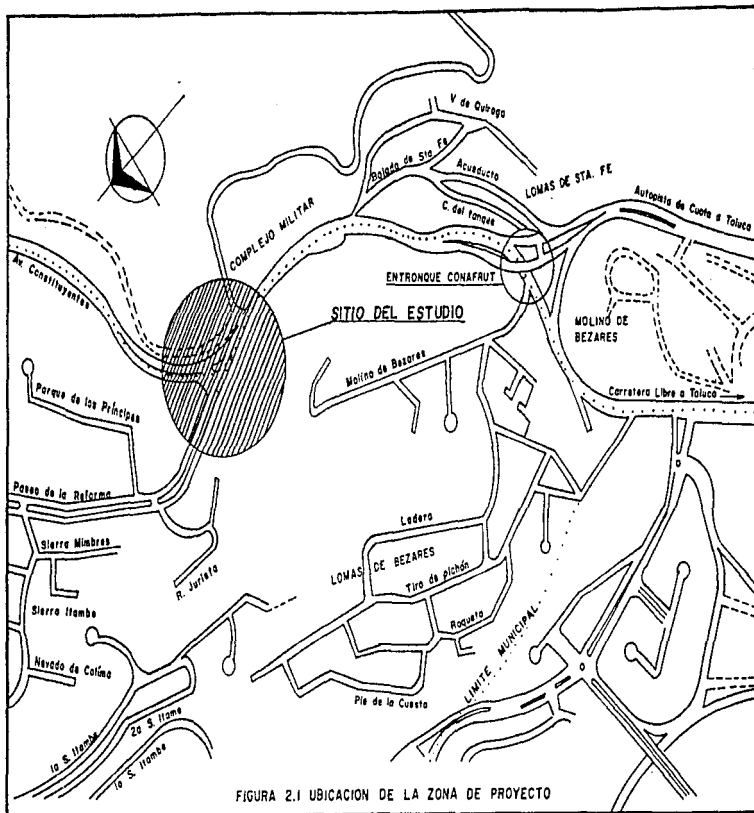 V de Quiroga
Bajada de Sta Fe
Acueducto
LOMAS DE STA. FE
Autopista de Cuota a Toluca
COMPLEJO MILITAR
C. del tanque
Av. Constituyentes
ENTRONQUE CONAFRUT
SITIO DEL ESTUDIO
MOLINO DE
BEZARES
Molino de Bezares
Parque de los Príncipes
Carretera Libre a Toluca
Paseo de la Reforma
Sierra Mimbres
Ladera
R. Jurista
LOMAS DE BEZARES
Tiro de pichón
Sierra Itambe
Raqueta
LIMITE MUNICIPAL
Nevado de Colima
Pie de la Cuesta
1a S. Itambe
2a S. Itame
1a S. Itambe
FIGURA 2.1 UBICACION DE LA ZONA DE PROYECTO